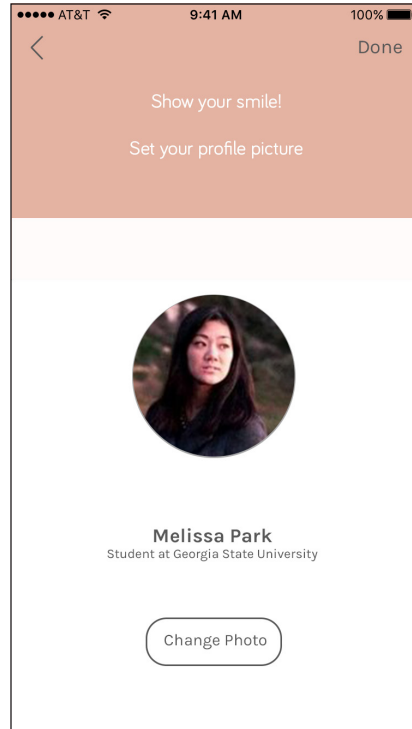 AT&T 9:41 AM 100%
Done
Show your smile!
Set your profile picture
Melissa Park
Student at Georgia State University
Change Photo